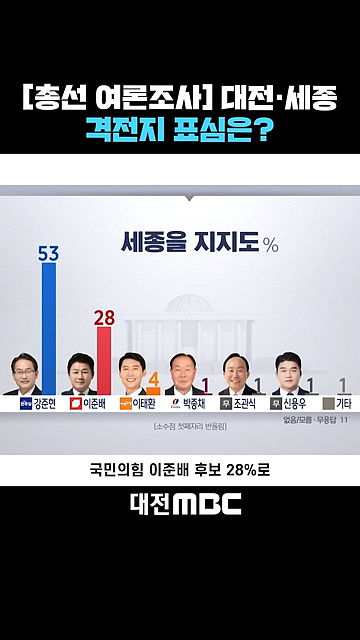 [총선 여론조사] 대전·세종
격전지 표심은?
세종을 지지도 %
53
28
4
1
1
1
1
강준현
이준배
이태환
박종채
무 조관식
무 신용우
기타
[소수점 첫째자리 반올림]
없음/모름·무응답 11
국민의힘 이준배 후보 28%로
대전MBC